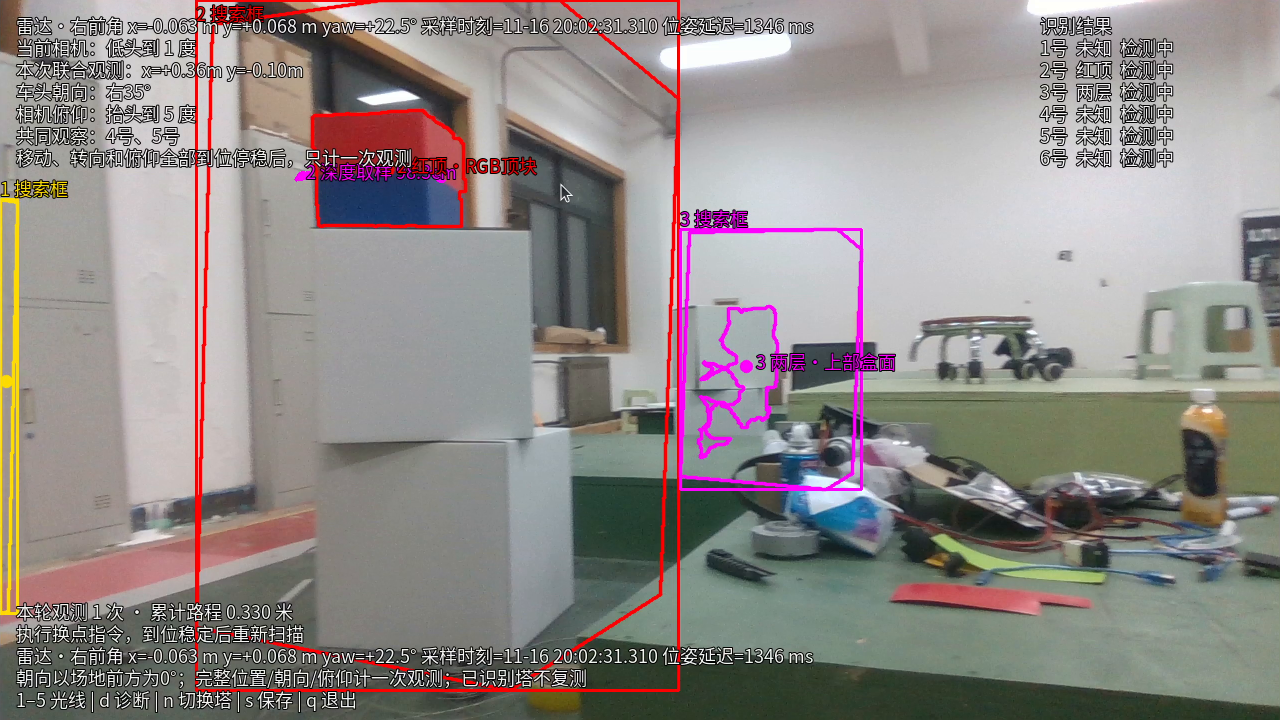 2 搜索框
雷达·右前角 x=-0.063 m y=+0.068 m yaw=+22.5° 采样时刻=11-16 20:02:31.310 位姿延迟=1346 ms
当前相机：低头到 1 度
本次联合观测：x=+0.36m y=-0.10m
车头朝向：右35°
相机俯仰：抬头到 5 度
共同观察：4号、5号
移动、转向和俯仰全部到位停稳后，只计一次观测
识别结果
1号 未知 检测中
2号 红顶 检测中
3号 两层 检测中
4号 未知 检测中
5号 未知 检测中
6号 未知 检测中
红顶·RGB顶块
2 深度取样 98.5cm
1 搜索框
3 搜索框
3 两层·上部盒面
本轮观测 1 次 · 累计路程 0.330 米
执行换点指令，到位稳定后重新扫描
雷达·右前角 x=-0.063 m y=+0.068 m yaw=+22.5° 采样时刻=11-16 20:02:31.310 位姿延迟=1346 ms
朝向以场地前方为0°；完整位置/朝向/俯仰计一次观测；已识别塔不复测
1-5 光线 | d 诊断 | n 切换塔 | s 保存 | q 退出